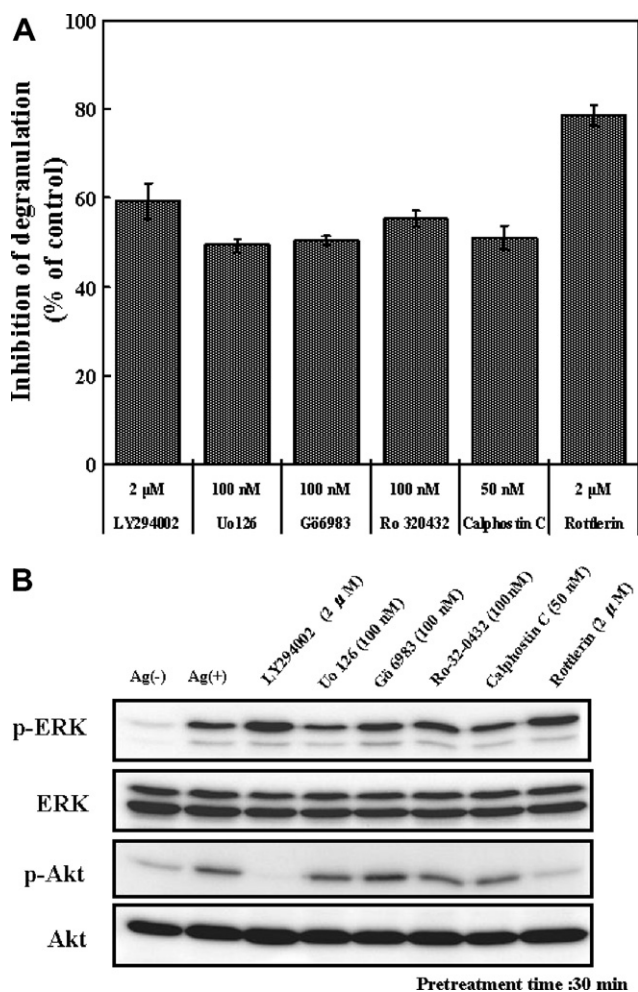 A
Inhibition of degranulation
(% of control)
100
80
60
40
20
0
2 μM 100 nM 100 nM 100 nM 50 nM 2 μM
LY294002 Uo126 Gö6983 Ro 320432 Calphostin C Rottlerin
B
Ag(-) Ag(+) LY294002 (2 μM) Uo 126 (100 nM) Gö 6983 (100 nM) Ro-32-0432 (100nM) Calphostin C (50 nM) Rottlerin (2 μM)
p-ERK
ERK
p-Akt
Akt
Pretreatment time :30 min